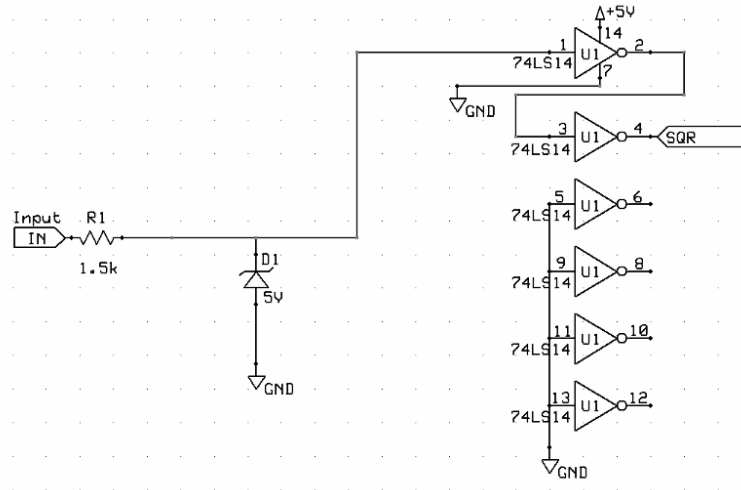 +5V
14
1
U1
2
74LS14
7
GND
3
U1
4
SQR
74LS14
5
U1
6
74LS14
Input
R1
IN
1.5k
9
U1
8
74LS14
D1
5V
11
U1
10
74LS14
GND
13
U1
12
74LS14
GND